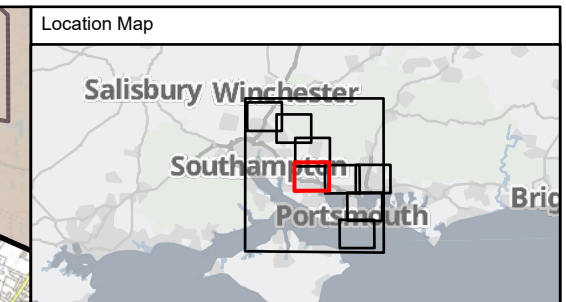 Location Map
Salisbury Winchester
Southampton
Brig
Portsmouth